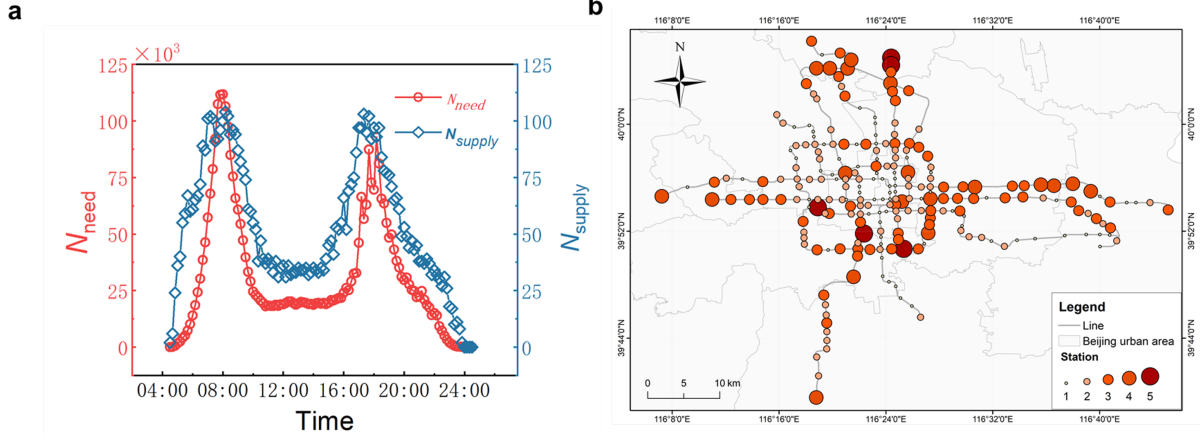 a
×10³
125
100
75
50
25
0
N_need
N_need
N_supply
125
100
75
50
25
0
N_supply
04:00 08:00 12:00 16:00 20:00 24:00
Time
b
116°8'0"E 116°16'0"E 116°24'0"E 116°32'0"E 116°40'0"E
N
40°0'0"N
39°52'0"N
39°44'0"N
40°0'0"N
39°52'0"N
39°44'0"N
Legend
Line
Beijing urban area
Station
1 2 3 4 5
0 5 10 km
116°8'0"E 116°16'0"E 116°24'0"E 116°32'0"E 116°40'0"E